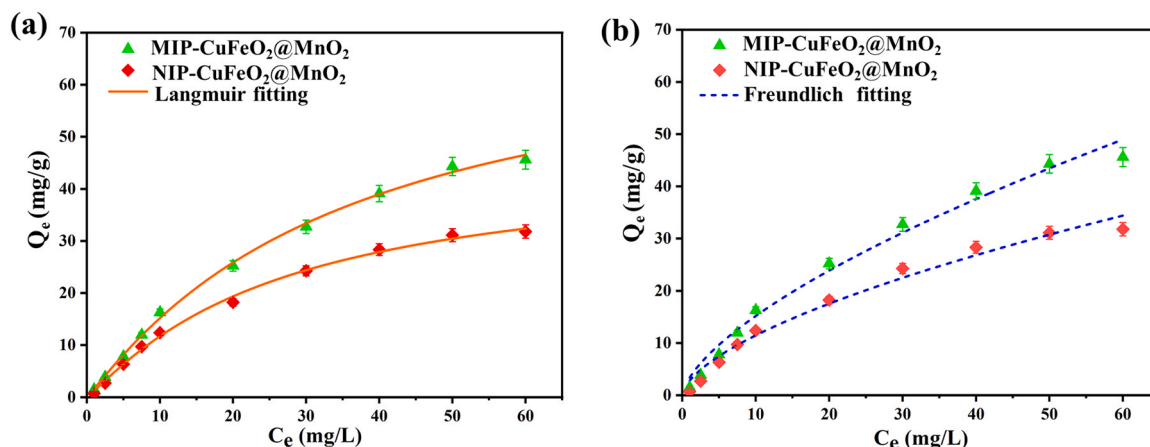 (a)
70
60
50
40
30
20
10
0
Qe (mg/g)
MIP-CuFeO2@MnO2
NIP-CuFeO2@MnO2
Langmuir fitting
0 10 20 30 40 50 60
Ce (mg/L)
(b)
70
60
50
40
30
20
10
0
Qe (mg/g)
MIP-CuFeO2@MnO2
NIP-CuFeO2@MnO2
Freundlich fitting
0 10 20 30 40 50 60
Ce (mg/L)